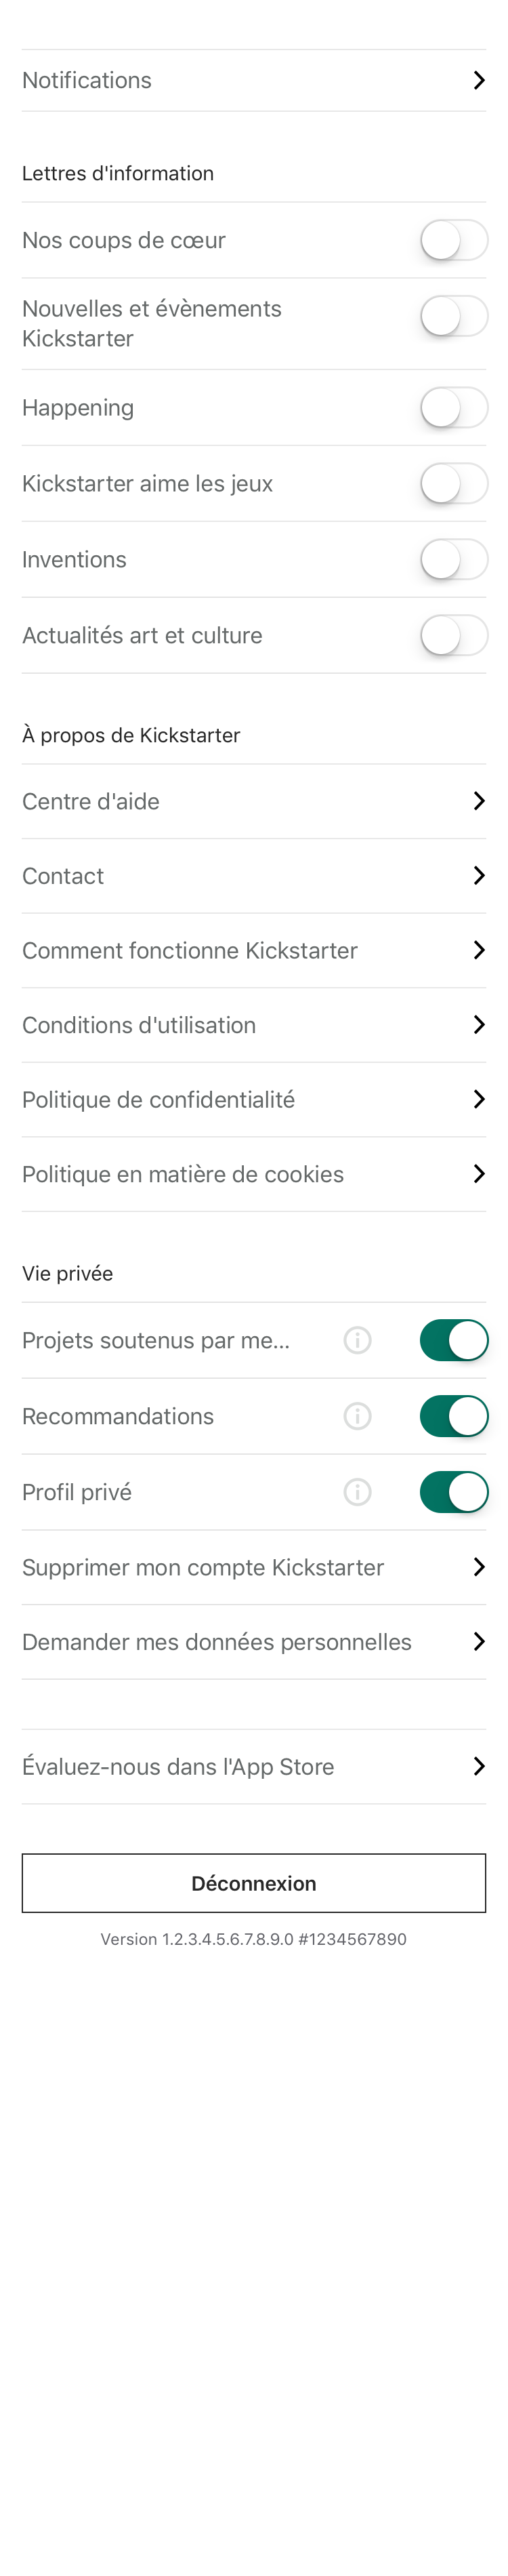 Notifications
Lettres d'information
Nos coups de cœur
Nouvelles et évènements
Kickstarter
Happening
Kickstarter aime les jeux
Inventions
Actualités art et culture
À propos de Kickstarter
Centre d'aide
Contact
Comment fonctionne Kickstarter
Conditions d'utilisation
Politique de confidentialité
Politique en matière de cookies
Vie privée
Projets soutenus par me...
Recommandations
Profil privé
Supprimer mon compte Kickstarter
Demander mes données personnelles
Évaluez-nous dans l'App Store
Déconnexion
Version 1.2.3.4.5.6.7.8.9.0 #1234567890